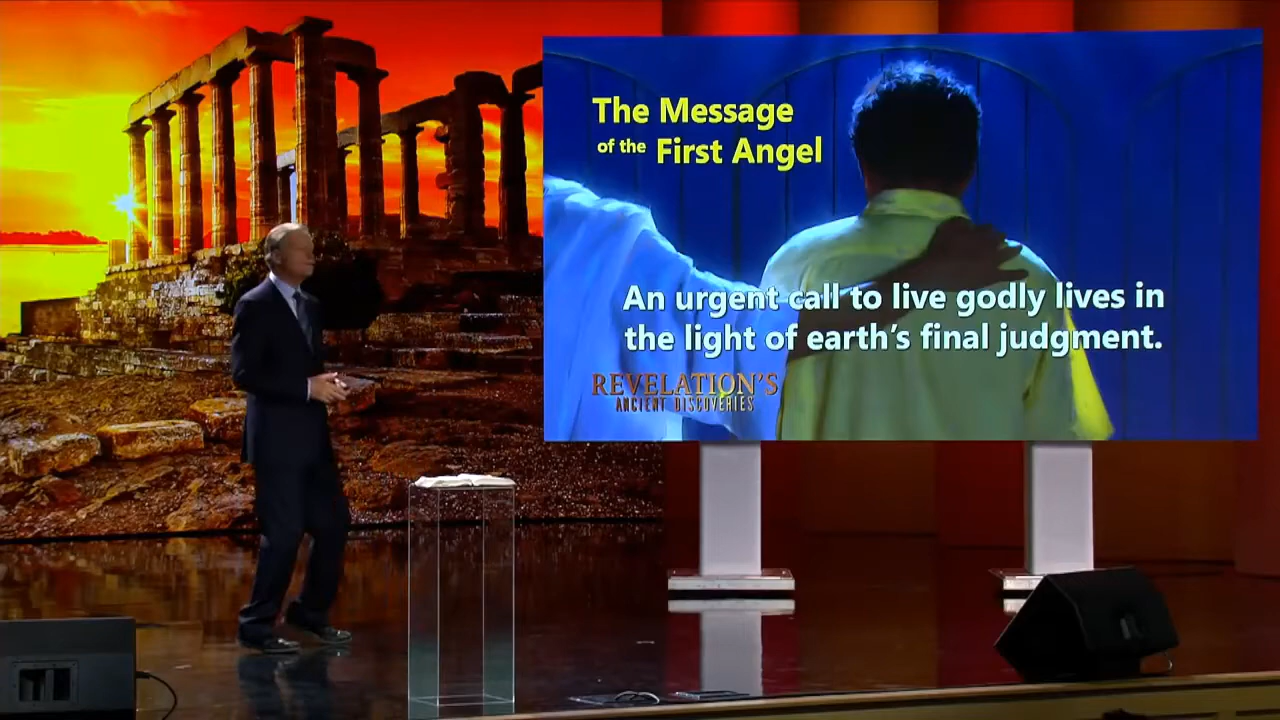 The Message
of the First Angel
An urgent call to live godly lives in
the light of earth's final judgment.
REVELATION'S
ANCIENT DISCOVERIES